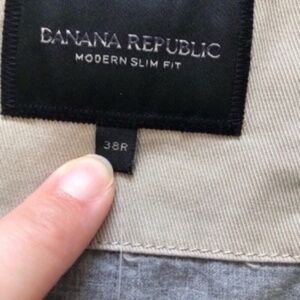 BANANA REPUBLIC
MODERN SLIM FIT
38R